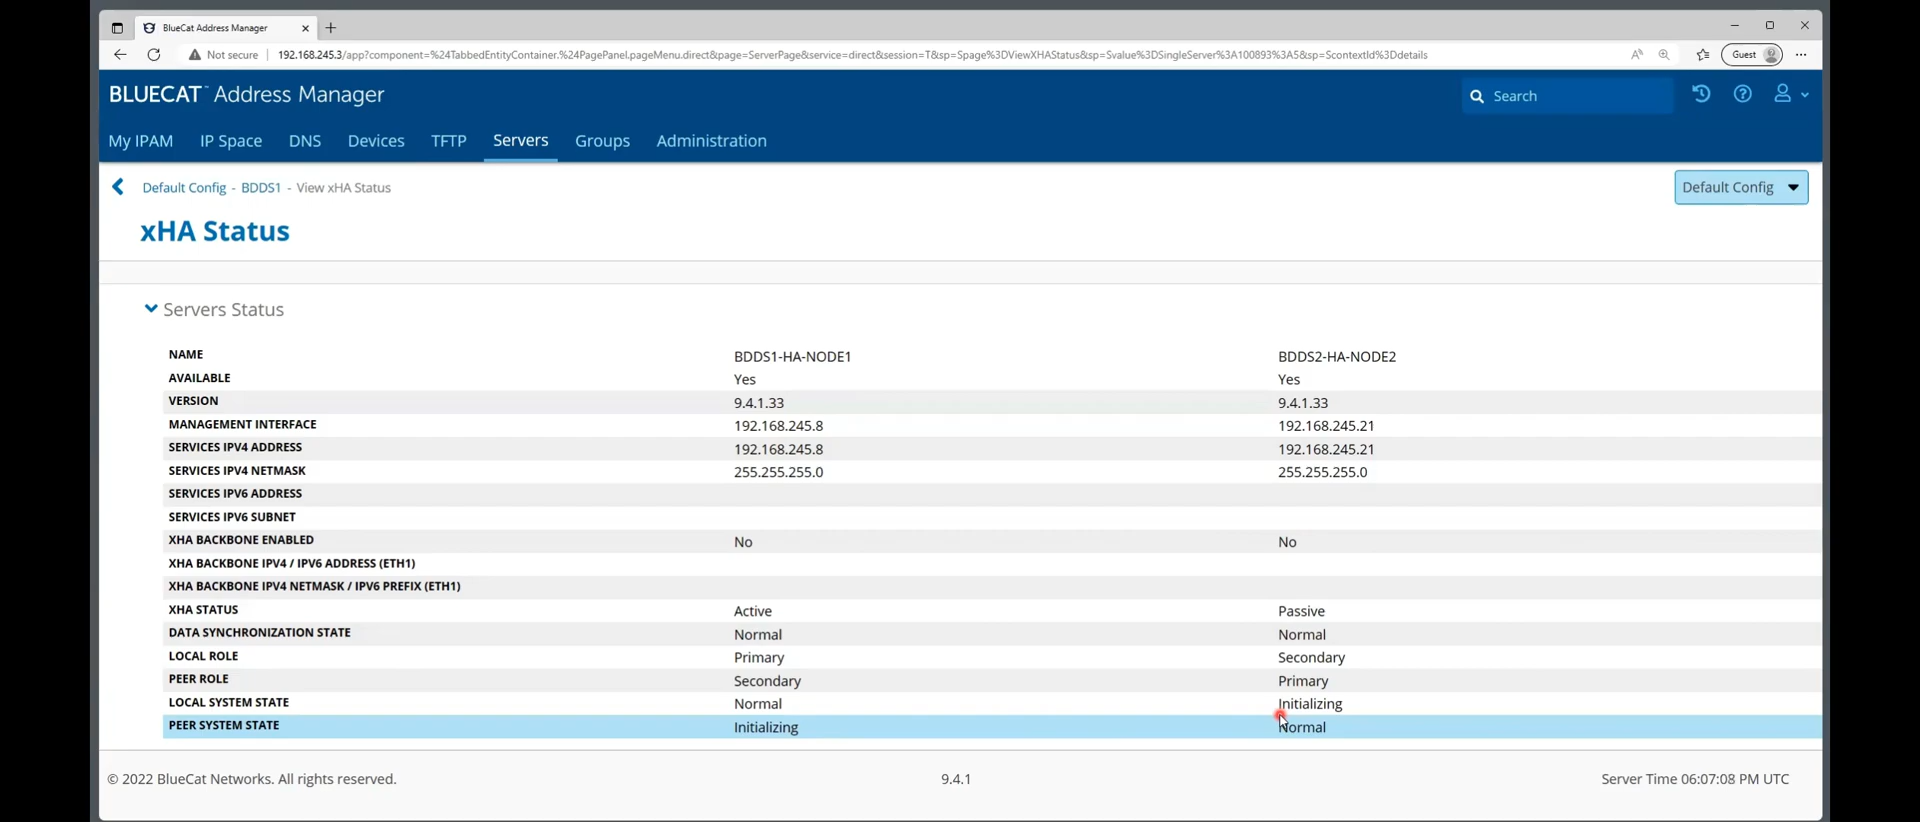 BlueCat Address Manager
Not secure 192.168.245.3/app?component=%24TabbedEntityContainer.%24PagePanel.pageMenu.direct&page=ServerPage&service=direct&session=T&sp=Spage%3DViewXHAStatus&sp=Svalue%3DSingleServer%3A100893%3A5&sp=ScontextId%3Ddetails Guest
BLUECAT™ Address Manager
Search
My IPAM IP Space DNS Devices TFTP Servers Groups Administration
Default Config - BDDS1 - View xHA Status
Default Config
xHA Status
Servers Status
NAME BDDS1-HA-NODE1 BDDS2-HA-NODE2
AVAILABLE Yes Yes
VERSION 9.4.1.33 9.4.1.33
MANAGEMENT INTERFACE 192.168.245.8 192.168.245.21
SERVICES IPV4 ADDRESS 192.168.245.8 192.168.245.21
SERVICES IPV4 NETMASK 255.255.255.0 255.255.255.0
SERVICES IPV6 ADDRESS
SERVICES IPV6 SUBNET
XHA BACKBONE ENABLED No No
XHA BACKBONE IPV4 / IPV6 ADDRESS (ETH1)
XHA BACKBONE IPV4 NETMASK / IPV6 PREFIX (ETH1)
XHA STATUS Active Passive
DATA SYNCHRONIZATION STATE Normal Normal
LOCAL ROLE Primary Secondary
PEER ROLE Secondary Primary
LOCAL SYSTEM STATE Normal Initializing
PEER SYSTEM STATE Initializing Normal
© 2022 BlueCat Networks. All rights reserved. 9.4.1 Server Time 06:07:08 PM UTC